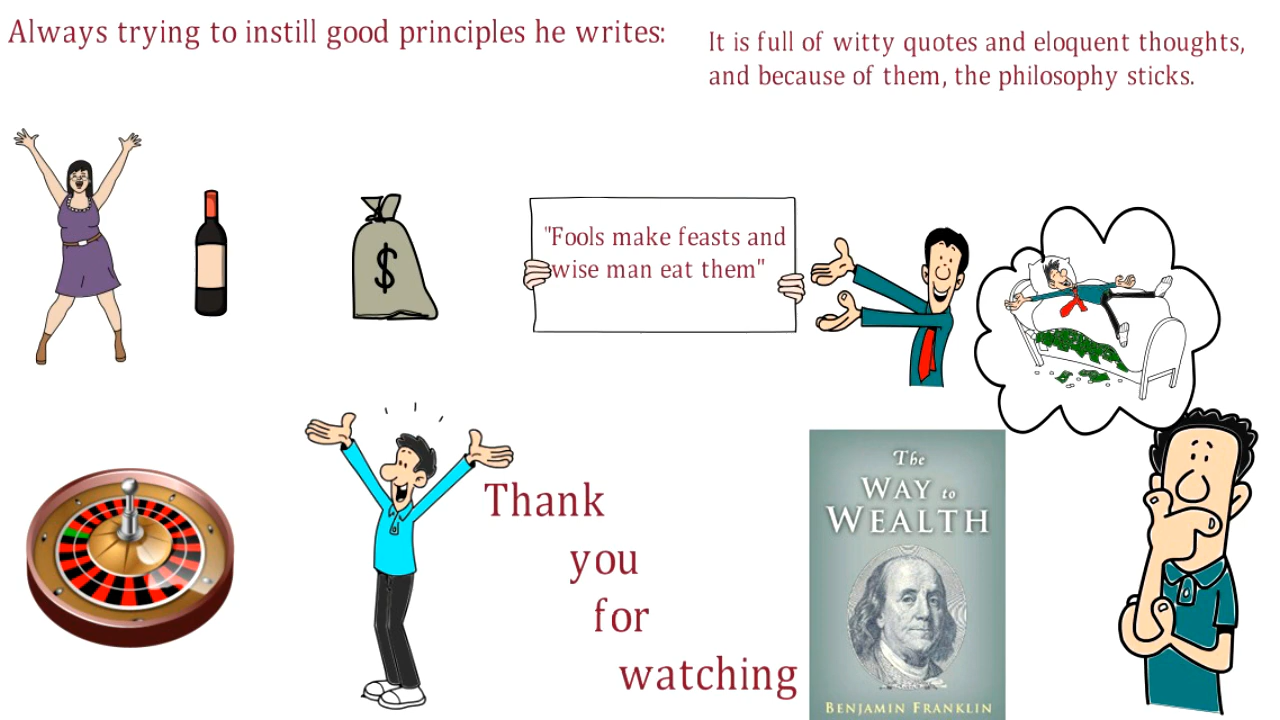 Always trying to instill good principles he writes:
It is full of witty quotes and eloquent thoughts,
and because of them, the philosophy sticks.
$
"Fools make feasts and
wise man eat them"
Thank
you
for
watching
The
WAY to
WEALTH
BENJAMIN FRANKLIN